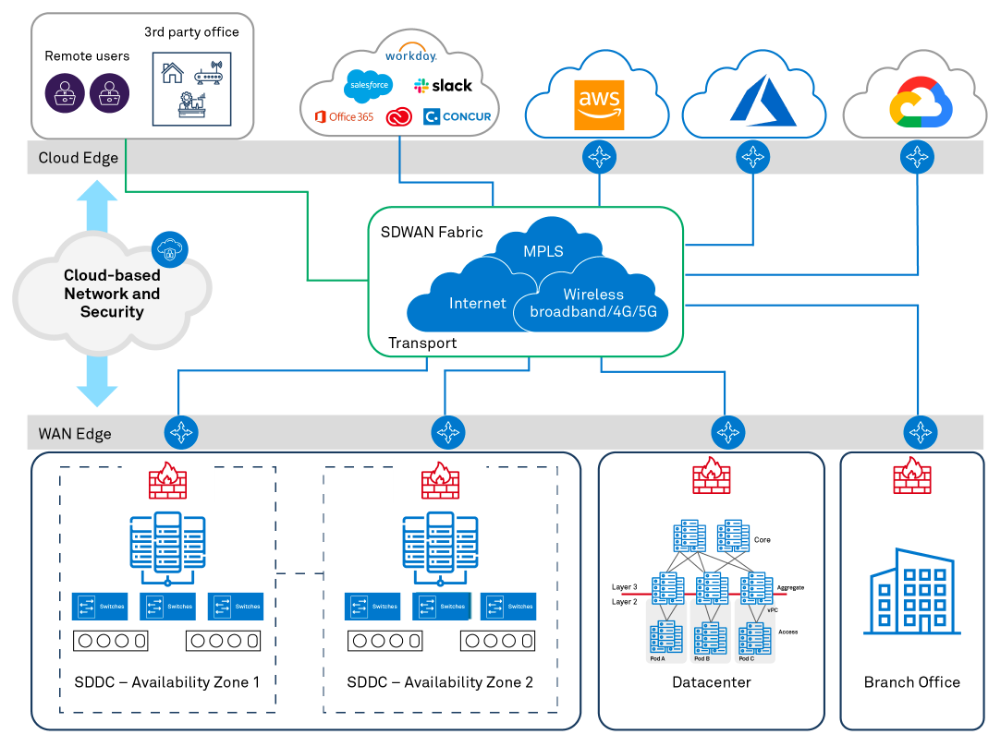 3rd party office
Remote users
workday.
salesforce
slack
Office 365
CONCUR
aws
Cloud Edge
SDWAN Fabric
MPLS
Internet
Wireless
broadband/4G/5G
Transport
Cloud-based
Network and
Security
WAN Edge
Switches
Switches
Switches
SDDC – Availability Zone 1
Switches
Switches
Switches
SDDC – Availability Zone 2
Core
Layer 3
Layer 2
Aggregate
vPC
Access
Pod A
Pod B
Pod C
Datacenter
Branch Office